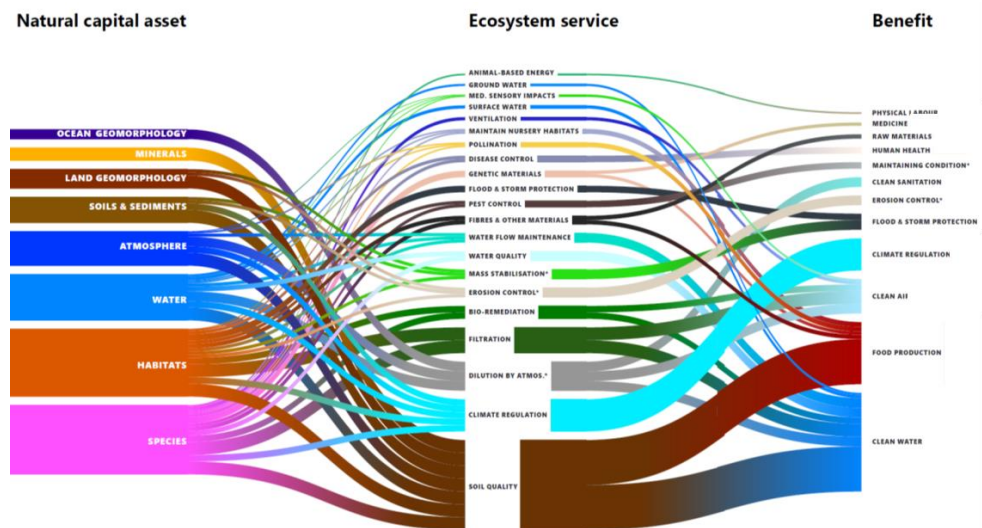 Natural capital asset
Ecosystem service
Benefit
OCEAN GEOMORPHOLOGY
MINERALS
LAND GEOMORPHOLOGY
SOILS & SEDIMENTS
ATMOSPHERE
WATER
HABITATS
SPECIES
ANIMAL-BASED ENERGY
GROUND WATER
MED. SENSORY IMPACTS
SURFACE WATER
VENTILATION
MAINTAIN NURSERY HABITATS
POLLINATION
DISEASE CONTROL
GENETIC MATERIALS
FLOOD & STORM PROTECTION
PEST CONTROL
FIBRES & OTHER MATERIALS
WATER FLOW MAINTENANCE
WATER QUALITY
MASS STABILISATION*
EROSION CONTROL*
BIO-REMEDIATION
FILTRATION
DILUTION BY ATMOS.*
CLIMATE REGULATION
SOIL QUALITY
PHYSICAL LABOUR
MEDICINE
RAW MATERIALS
HUMAN HEALTH
MAINTAINING CONDITION*
CLEAN SANITATION
EROSION CONTROL*
FLOOD & STORM PROTECTION
CLIMATE REGULATION
CLEAN AIR
FOOD PRODUCTION
CLEAN WATER